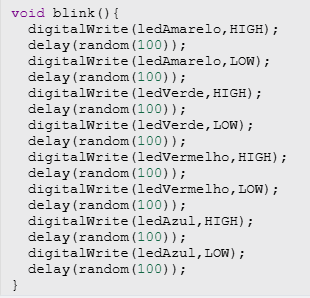 void blink(){
digitalWrite(ledAmarelo,HIGH);
delay(random(100));
digitalWrite(ledAmarelo,LOW);
delay(random(100));
digitalWrite(ledVerde,HIGH);
delay(random(100));
digitalWrite(ledVerde,LOW);
delay(random(100));
digitalWrite(ledVermelho,HIGH);
delay(random(100));
digitalWrite(ledVermelho,LOW);
delay(random(100));
digitalWrite(ledAzul,HIGH);
delay(random(100));
digitalWrite(ledAzul,LOW);
delay(random(100));
}